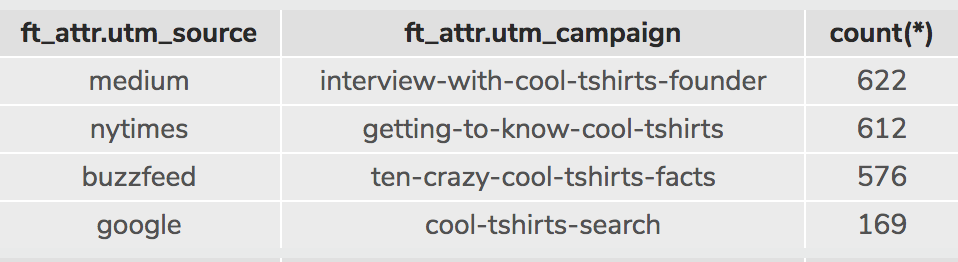 ft_attr.utm_source ft_attr.utm_campaign count(*)
medium interview-with-cool-tshirts-founder 622
nytimes getting-to-know-cool-tshirts 612
buzzfeed ten-crazy-cool-tshirts-facts 576
google cool-tshirts-search 169